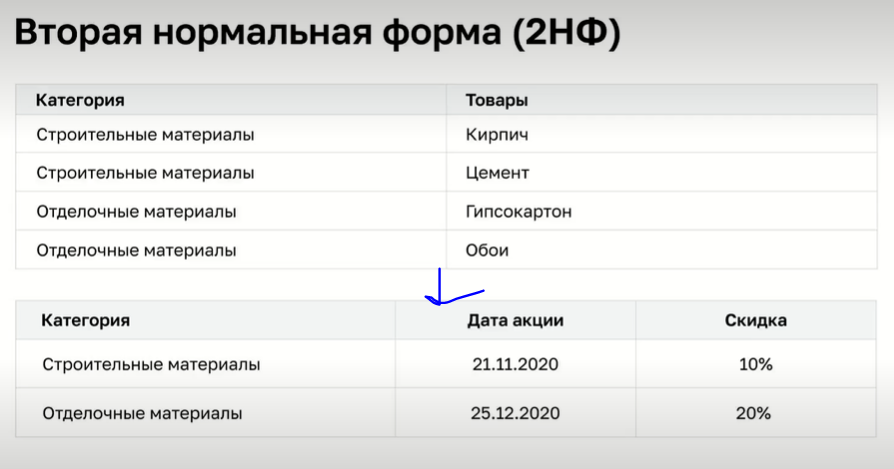 Вторая нормальная форма (2НФ)
Категория Товары
Строительные материалы Кирпич
Строительные материалы Цемент
Отделочные материалы Гипсокартон
Отделочные материалы Обои
Категория Дата акции Скидка
Строительные материалы 21.11.2020 10%
Отделочные материалы 25.12.2020 20%